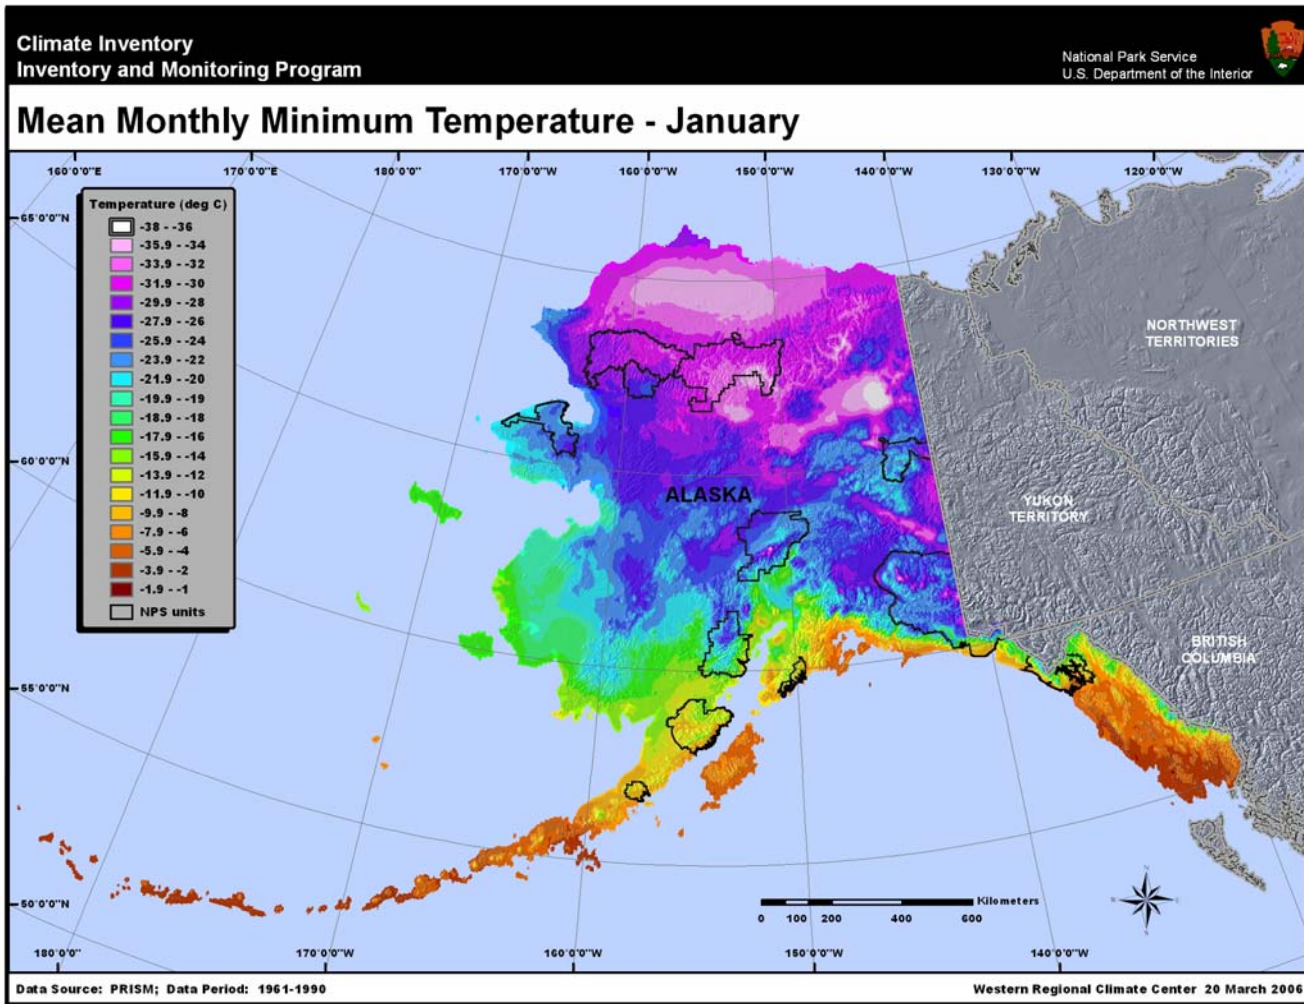 Climate Inventory
Inventory and Monitoring Program
National Park Service
U.S. Department of the Interior
Mean Monthly Minimum Temperature - January
160°0'0"E
170°0'0"E
180°0'0"
170°0'0"W
160°0'0"W
150°0'0"W
140°0'0"W
130°0'0"W
120°0'0"W
65°0'0"N
60°0'0"N
55°0'0"N
50°0'0"N
Temperature (deg C)
-38 - -36
-35.9 - -34
-33.9 - -32
-31.9 - -30
-29.9 - -28
-27.9 - -26
-25.9 - -24
-23.9 - -22
-21.9 - -20
-19.9 - -19
-18.9 - -18
-17.9 - -16
-15.9 - -14
-13.9 - -12
-11.9 - -10
-9.9 - -8
-7.9 - -6
-5.9 - -4
-3.9 - -2
-1.9 - -1
NPS units
NORTHWEST
TERRITORIES
ALASKA
YUKON
TERRITORY
BRITISH
COLUMBIA
Kilometers
0 100 200 400 600
180°0'0"
170°0'0"W
160°0'0"W
150°0'0"W
140°0'0"W
Data Source: PRISM; Data Period: 1961-1990
Western Regional Climate Center 20 March 2006